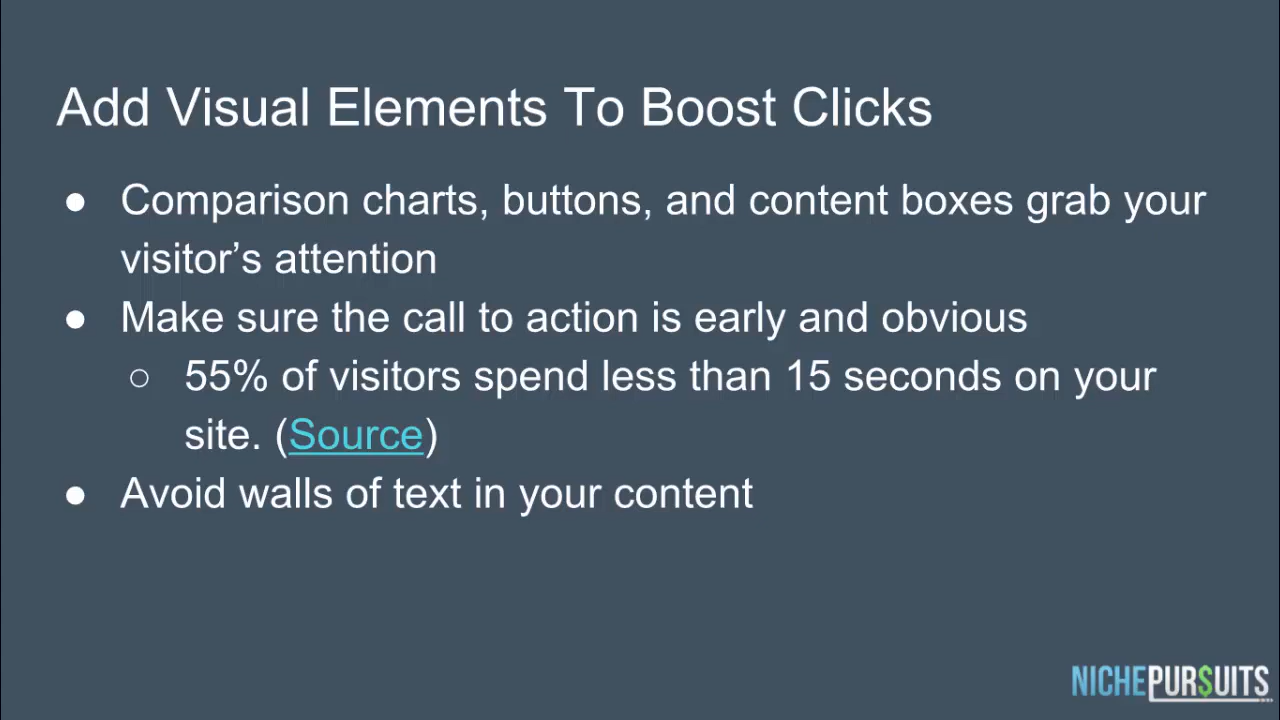 Add Visual Elements To Boost Clicks
● Comparison charts, buttons, and content boxes grab your
visitor’s attention
● Make sure the call to action is early and obvious
○ 55% of visitors spend less than 15 seconds on your
site. (Source)
● Avoid walls of text in your content
NICHEPUR$UITS